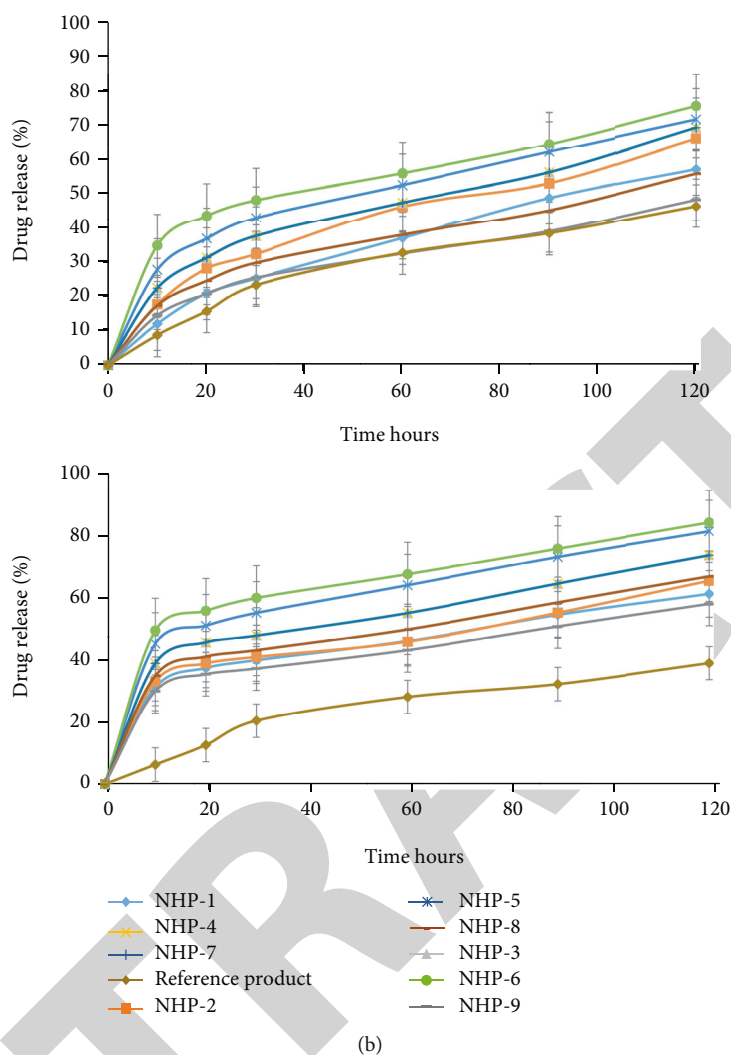 100
90
80
70
60
50
40
30
20
10
0
Drug release (%)
0 20 40 60 80 100 120
Time hours
100
80
60
40
20
0
Drug release (%)
0 20 40 60 80 100 120
Time hours
NHP-1
NHP-4
NHP-7
Reference product
NHP-2
NHP-5
NHP-8
NHP-3
NHP-6
NHP-9
(b)